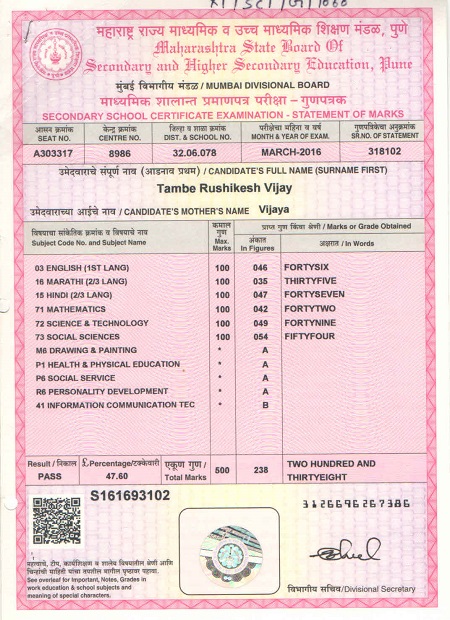 XI/SCI/G/1060
महाराष्ट्र राज्य माध्यमिक व उच्च माध्यमिक शिक्षण मंडळ, पुणे
Maharashtra State Board Of
Secondary and Higher Secondary Education, Pune
मुंबई विभागीय मंडळ / MUMBAI DIVISIONAL BOARD
माध्यमिक शालान्त प्रमाणपत्र परीक्षा – गुणपत्रक
SECONDARY SCHOOL CERTIFICATE EXAMINATION - STATEMENT OF MARKS
आसन क्रमांक केंद्र क्रमांक जिल्हा व शाळा क्रमांक परीक्षेचा महिना व वर्ष गुणपत्रिकेचा अनुक्रमांक
SEAT NO. CENTRE NO. DIST. & SCHOOL NO. MONTH & YEAR OF EXAM. SR.NO. OF STATEMENT
A303317 8986 32.06.078 MARCH-2016 318102
उमेदवाराचे संपूर्ण नाव (आडनाव प्रथम) / CANDIDATE'S FULL NAME (SURNAME FIRST)
Tambe Rushikesh Vijay
उमेदवाराच्या आईचे नाव / CANDIDATE'S MOTHER'S NAME Vijaya
विषयाचा सांकेतिक क्रमांक व विषयाचे नाव
Subject Code No. and Subject Name
कमाल गुण
Max. Marks
प्राप्त गुण किंवा श्रेणी / Marks or Grade Obtained
अंकात
In Figures
अक्षरात / In Words
03 ENGLISH (1ST LANG) 100 046 FORTYSIX
16 MARATHI (2/3 LANG) 100 035 THIRTYFIVE
15 HINDI (2/3 LANG) 100 047 FORTYSEVEN
71 MATHEMATICS 100 042 FORTYTWO
72 SCIENCE & TECHNOLOGY 100 049 FORTYNINE
73 SOCIAL SCIENCES 100 054 FIFTYFOUR
M6 DRAWING & PAINTING * A
P1 HEALTH & PHYSICAL EDUCATION * A
P6 SOCIAL SERVICE * A
R6 PERSONALITY DEVELOPMENT * A
41 INFORMATION COMMUNICATION TEC * B
Result / निकाल £.Percentage/टक्केवारी एकूण गुण / 500 238 TWO HUNDRED AND
PASS 47.60 Total Marks THIRTYEIGHT
S161693102
3126696267386
महत्वाचे, टीप, कार्यशिक्षण व शालेय विषयातील श्रेणी आणि
चिन्हांची माहिती यांच्या तपशील मागील पृष्ठावर पहावा.
See overleaf for Important, Notes, Grades in
work education & school subjects and
meaning of special characters.
विभागीय सचिव/Divisional Secretary